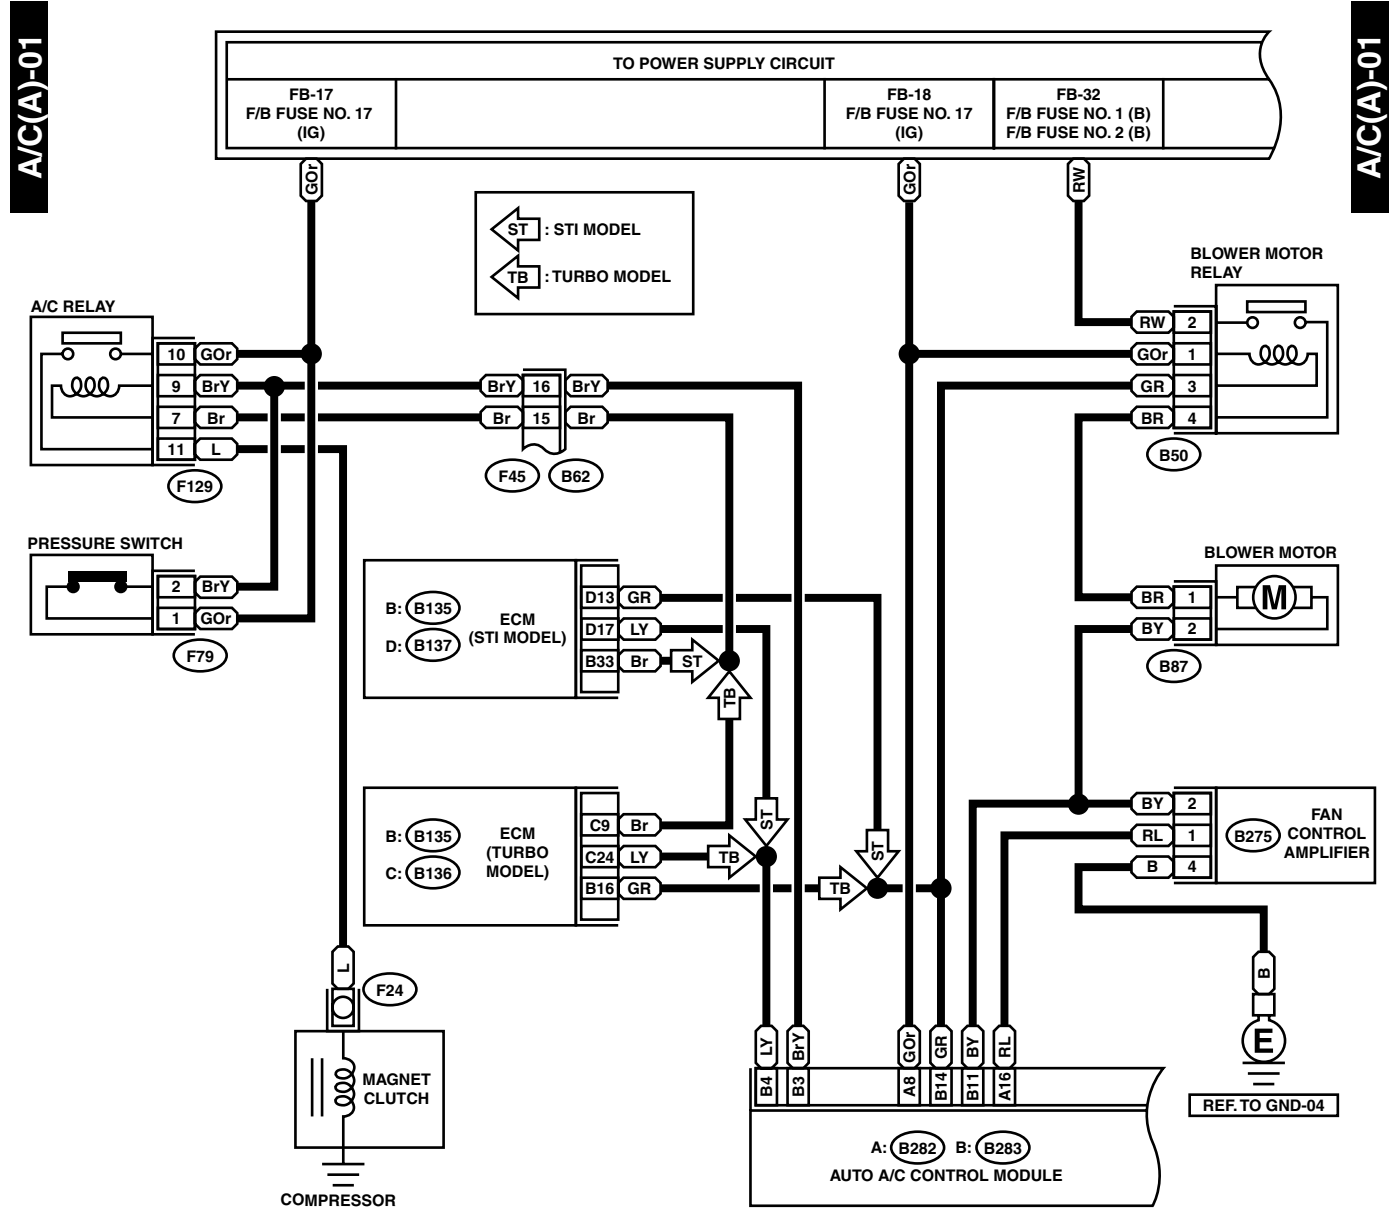 A/C(A)-01
A/C(A)-01
TO POWER SUPPLY CIRCUIT
FB-17
F/B FUSE NO. 17
(IG)
FB-18
F/B FUSE NO. 17
(IG)
FB-32
F/B FUSE NO. 1 (B)
F/B FUSE NO. 2 (B)
GOr
GOr
RW
ST : STI MODEL
TB : TURBO MODEL
A/C RELAY
10 GOr
9 BrY
7 Br
11 L
F129
BrY 16 BrY
Br 15 Br
F45 B62
BLOWER MOTOR
RELAY
RW 2
GOr 1
GR 3
BR 4
B50
PRESSURE SWITCH
2 BrY
1 GOr
F79
B: B135
D: B137
ECM
(STI MODEL)
D13 GR
D17 LY
B33 Br
ST
TB
BLOWER MOTOR
BR 1
BY 2
M
B87
B: B135
C: B136
ECM
(TURBO
MODEL)
C9 Br
C24 LY
B16 GR
ST
TB
ST
TB
BY 2
RL 1
B 4
B275
FAN
CONTROL
AMPLIFIER
L
F24
MAGNET
CLUTCH
COMPRESSOR
LY
BrY
GOr
GR
BY
RL
B4
B3
A8
B14
B11
A16
A: B282 B: B283
AUTO A/C CONTROL MODULE
B
E
REF. TO GND-04